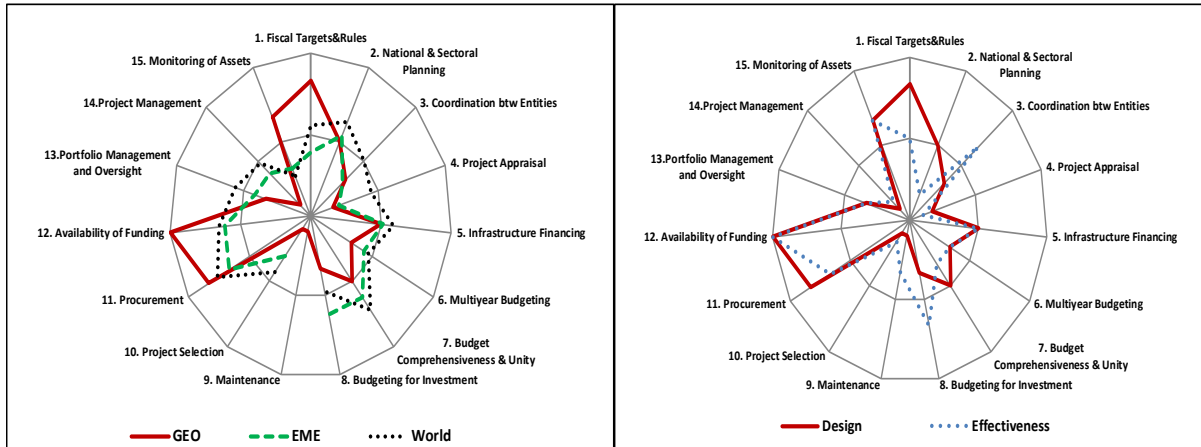 1. Fiscal Targets&Rules
2. National & Sectoral
Planning
3. Coordination btw Entities
4. Project Appraisal
5. Infrastructure Financing
6. Multiyear Budgeting
7. Budget
Comprehensiveness & Unity
8. Budgeting for Investment
9. Maintenance
10. Project Selection
11. Procurement
12. Availability of Funding
13.Portfolio Management
and Oversight
14.Project Management
15. Monitoring of Assets
GEO
EME
World
1. Fiscal Targets&Rules
2. National & Sectoral
Planning
3. Coordination btw Entities
4. Project Appraisal
5. Infrastructure Financing
6. Multiyear Budgeting
7. Budget
Comprehensiveness & Unity
8. Budgeting for Investment
9. Maintenance
10. Project Selection
11. Procurement
12. Availability of Funding
13.Portfolio Management
and Oversight
14.Project Management
15. Monitoring of Assets
Design
Effectiveness